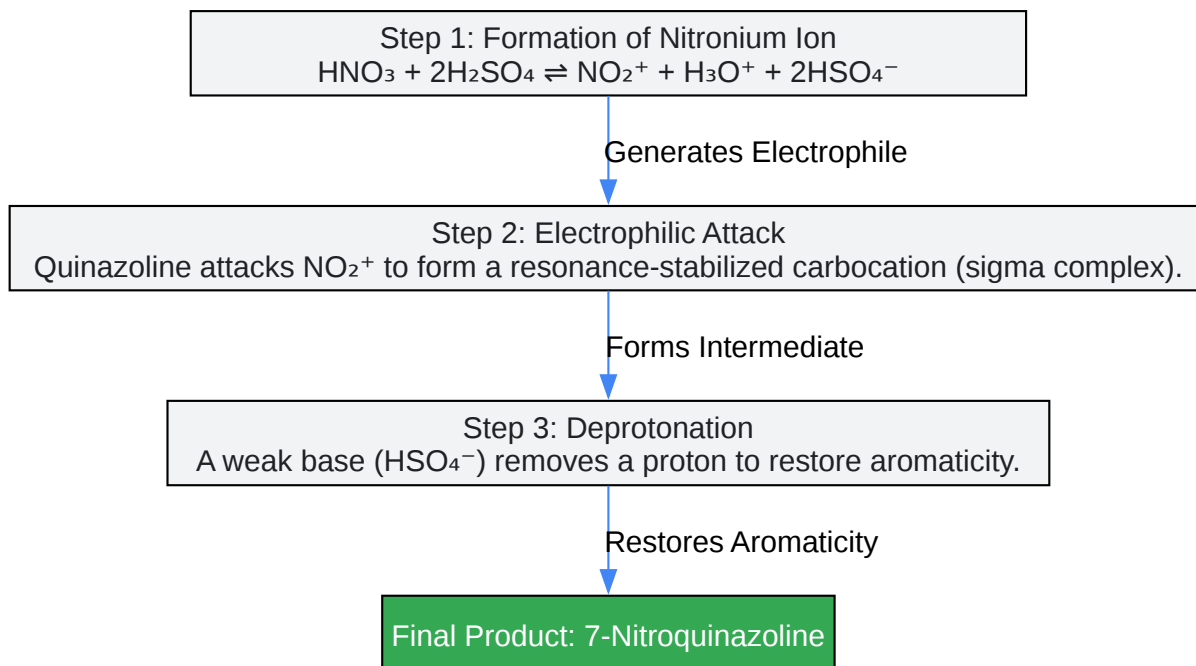 Step 1: Formation of Nitronium Ion
HNO₃ + 2H₂SO₄ ⇌ NO₂⁺ + H₃O⁺ + 2HSO₄⁻
Generates Electrophile
Step 2: Electrophilic Attack
Quinazoline attacks NO₂⁺ to form a resonance-stabilized carbocation (sigma complex).
Forms Intermediate
Step 3: Deprotonation
A weak base (HSO₄⁻) removes a proton to restore aromaticity.
Restores Aromaticity
Final Product: 7-Nitroquinazoline